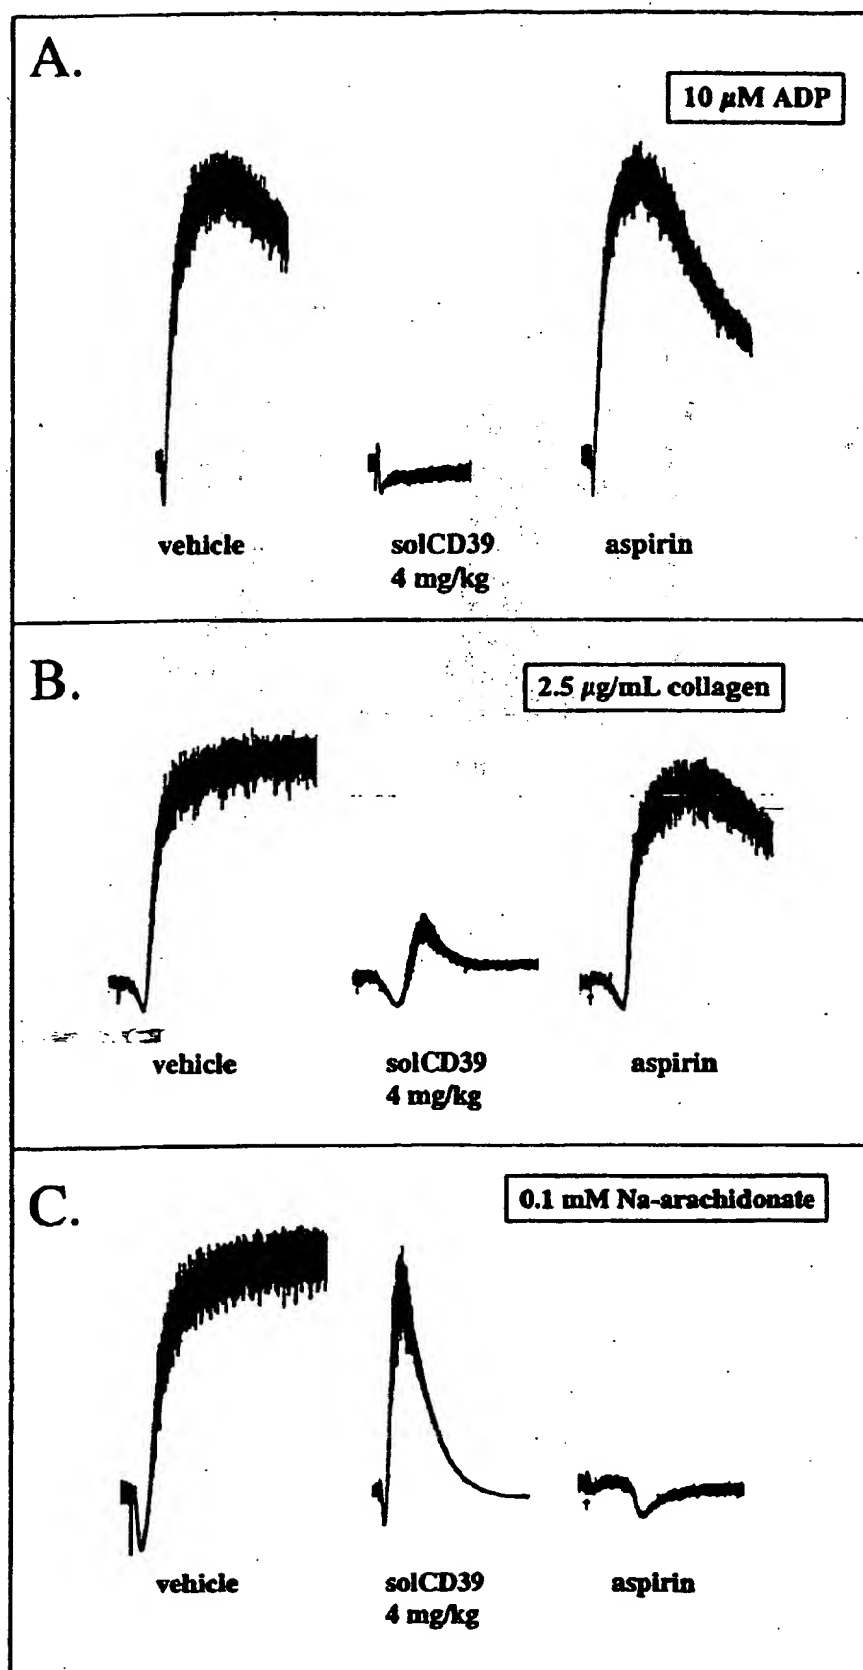 A.
10 µM ADP
vehicle
solCD39
4 mg/kg
aspirin
B.
2.5 µg/mL collagen
vehicle
solCD39
4 mg/kg
aspirin
C.
0.1 mM Na-arachidonate
vehicle
solCD39
4 mg/kg
aspirin